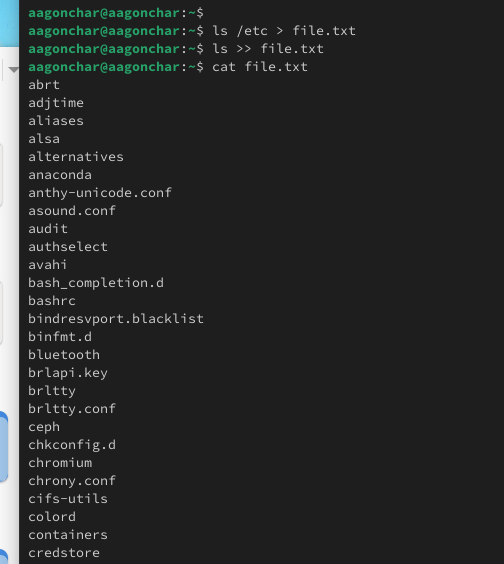 aagonchar@aagonchar:~$
aagonchar@aagonchar:~$ ls /etc > file.txt
aagonchar@aagonchar:~$ ls >> file.txt
aagonchar@aagonchar:~$ cat file.txt
abrt
adjtime
aliases
alsa
alternatives
anaconda
anthy-unicode.conf
asound.conf
audit
authselect
avahi
bash_completion.d
bashrc
bindresvport.blacklist
binfmt.d
bluetooth
brlapi.key
brltty
brltty.conf
ceph
chkconfig.d
chromium
chrony.conf
cifs-utils
colord
containers
credstore